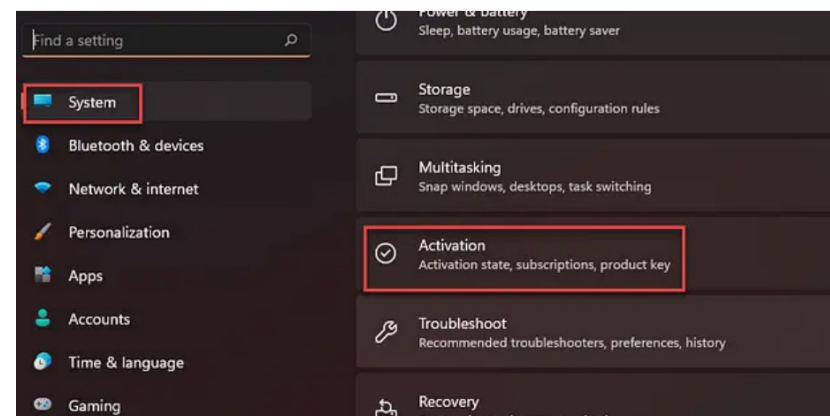 Find a setting
System
Bluetooth & devices
Network & internet
Personalization
Apps
Accounts
Time & language
Gaming
Power & battery
Sleep, battery usage, battery saver
Storage
Storage space, drives, configuration rules
Multitasking
Snap windows, desktops, task switching
Activation
Activation state, subscriptions, product key
Troubleshoot
Recommended troubleshooters, preferences, history
Recovery